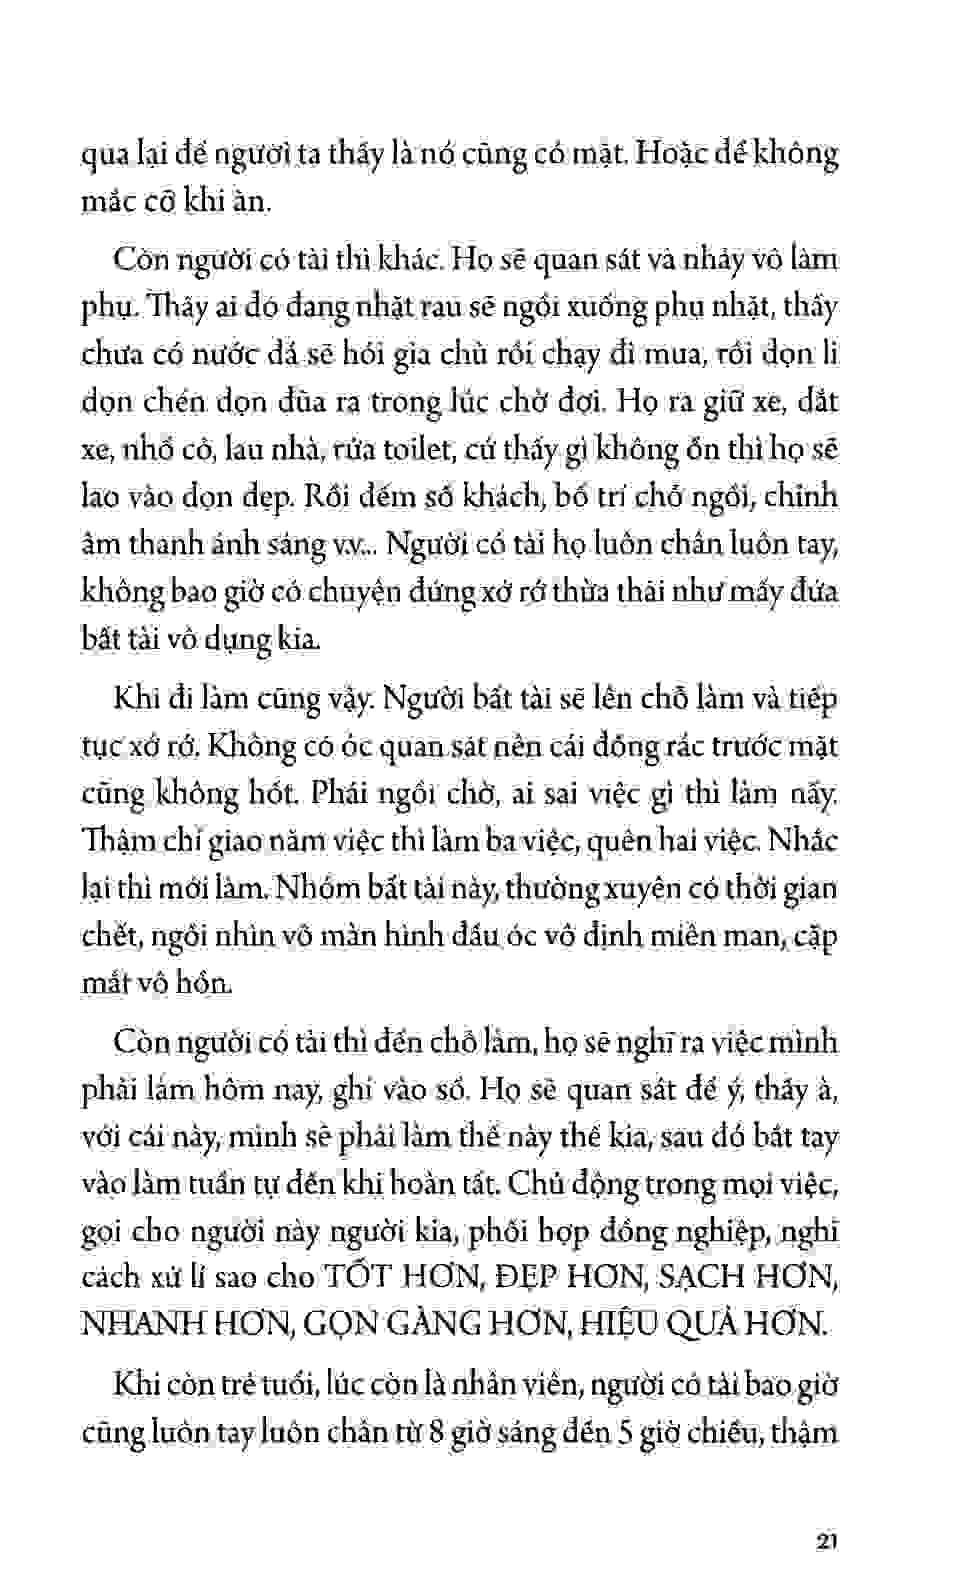 qua lại để người ta thấy là nó cũng có mặt. Hoặc để không
mắc cỡ khi ăn.
Còn người có tài thì khác. Họ sẽ quan sát và nhảy vô làm
phụ. Thấy ai đó đang nhặt rau sẽ ngồi xuống phụ nhặt, thấy
chưa có nước đá sẽ hỏi gia chủ rồi chạy đi mua, rồi dọn li
dọn chén dọn đũa ra trong lúc chờ đợi. Họ ra giữ xe, dắt
xe, nhổ cỏ, lau nhà, rửa toilet, cứ thấy gì không ổn thì họ sẽ
lao vào dọn dẹp. Rồi đếm số khách, bố trí chỗ ngồi, chỉnh
âm thanh ánh sáng v.v... Người có tài họ luôn chân luôn tay,
không bao giờ có chuyện đứng xớ rớ thừa thãi như mấy đứa
bất tài vô dụng kia.
Khi đi làm cũng vậy. Người bất tài sẽ lên chỗ làm và tiếp
tục xớ rớ. Không có óc quan sát nên cái đống rác trước mặt
cũng không hốt. Phải ngồi chờ, ai sai việc gì thì làm nấy.
Thậm chí giao năm việc thì làm ba việc, quên hai việc. Nhắc
lại thì mới làm. Nhóm bất tài này, thường xuyên có thời gian
chết, ngồi nhìn vô màn hình đầu óc vô định miên man, cặp
mắt vô hồn.
Còn người có tài thì đến chỗ làm, họ sẽ nghĩ ra việc mình
phải làm hôm nay, ghi vào sổ. Họ sẽ quan sát để ý, thấy à,
với cái này, mình sẽ phải làm thế này thế kia, sau đó bắt tay
vào làm tuần tự đến khi hoàn tất. Chủ động trong mọi việc,
gọi cho người này người kia, phối hợp đồng nghiệp, nghĩ
cách xử lí sao cho TỐT HƠN, ĐẸP HƠN, SẠCH HƠN,
NHANH HƠN, GỌN GÀNG HƠN, HIỆU QUẢ HƠN.
Khi còn trẻ tuổi, lúc còn là nhân viên, người có tài bao giờ
cũng luôn tay luôn chân từ 8 giờ sáng đến 5 giờ chiều, thậm
21